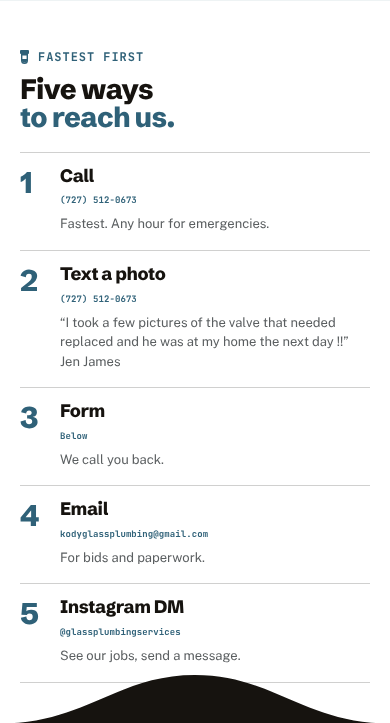 FASTEST FIRST
Five ways
to reach us.
1
Call
(727) 512-0673
Fastest. Any hour for emergencies.
2
Text a photo
(727) 512-0673
“I took a few pictures of the valve that needed
replaced and he was at my home the next day !!”
Jen James
3
Form
Below
We call you back.
4
Email
kodyglassplumbing@gmail.com
For bids and paperwork.
5
Instagram DM
@glassplumbingservices
See our jobs, send a message.